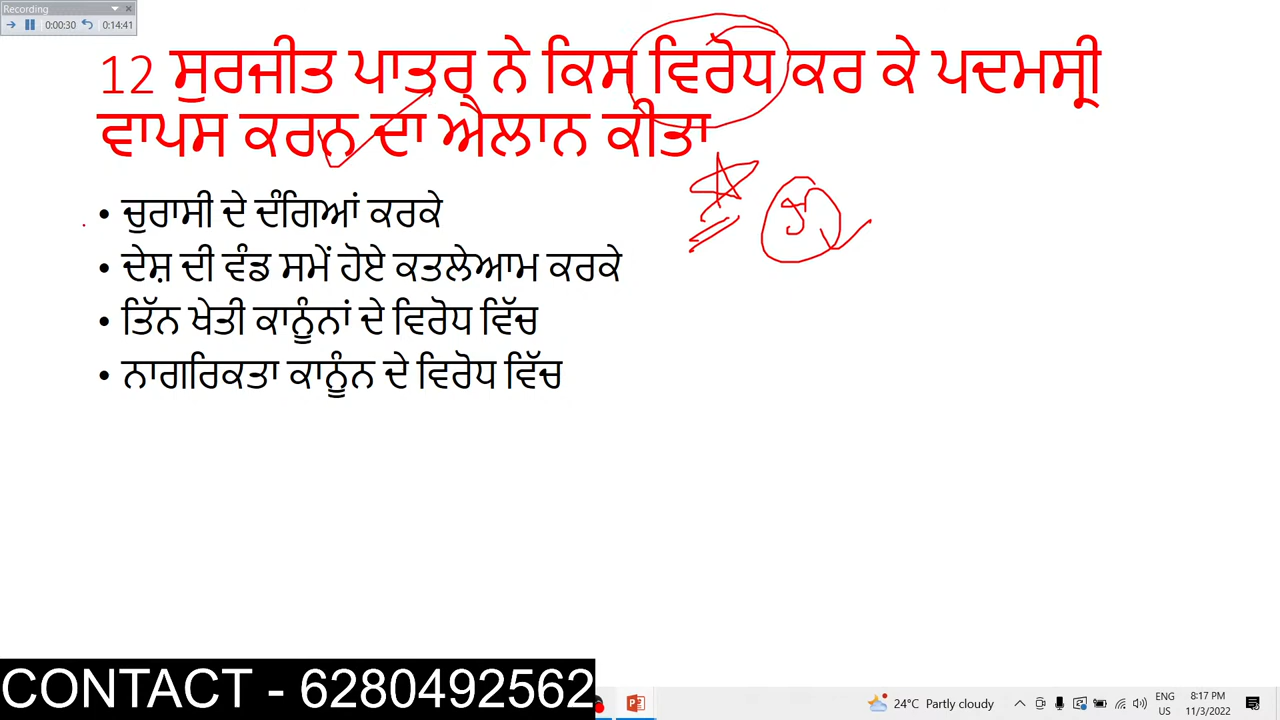 Recording
0:00:30 0:14:41
12 ਸੁਰਜੀਤ ਪਾਤਰ ਨੇ ਕਿਸ ਵਿਰੋਧ ਕਰ ਕੇ ਪਦਮਸ੍ਰੀ
ਵਾਪਸ ਕਰਨ ਦਾ ਐਲਾਨ ਕੀਤਾ
• ਚੁਰਾਸੀ ਦੇ ਦੰਗਿਆਂ ਕਰਕੇ
• ਦੇਸ਼ ਦੀ ਵੰਡ ਸਮੇਂ ਹੋਏ ਕਤਲੇਆਮ ਕਰਕੇ
• ਤਿੱਨ ਖੇਤੀ ਕਾਨੂੰਨਾਂ ਦੇ ਵਿਰੋਧ ਵਿੱਚ
• ਨਾਗਰਿਕਤਾ ਕਾਨੂੰਨ ਦੇ ਵਿਰੋਧ ਵਿੱਚ
CONTACT - 6280492562
24°C Partly cloudy
ENG
US
8:17 PM
11/3/2022